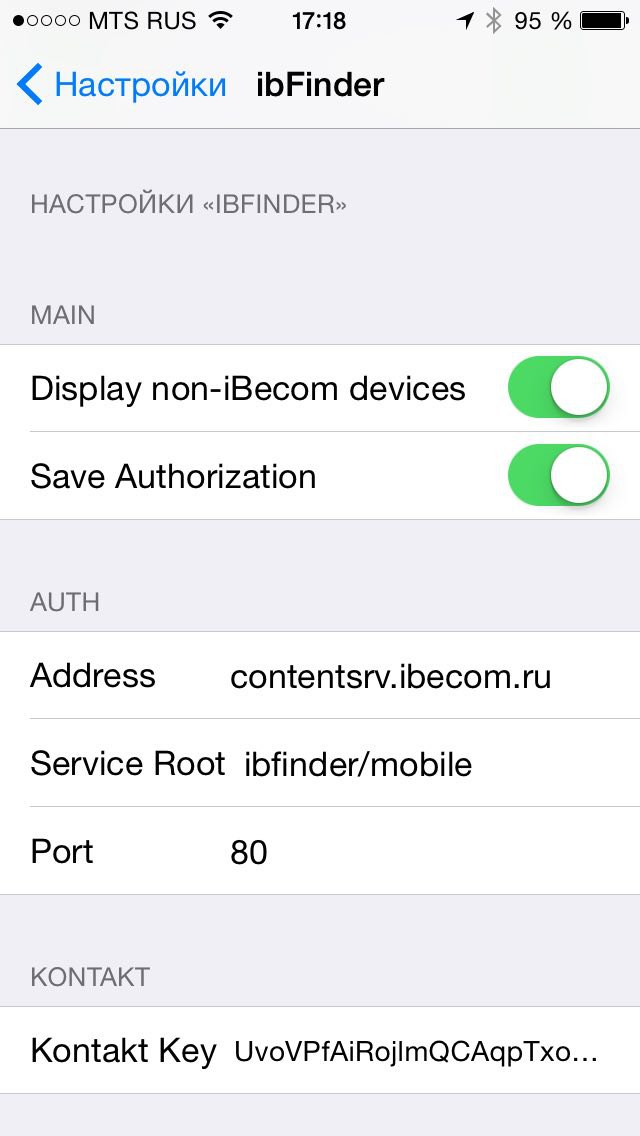 MTS RUS 17:18 95 %
Настройки ibFinder
НАСТРОЙКИ «IBFINDER»
MAIN
Display non-iBecom devices
Save Authorization
AUTH
Address contentsrv.ibecom.ru
Service Root ibfinder/mobile
Port 80
KONTAKT
Kontakt Key UvoVPfAiRojlmQCAqpTxo...